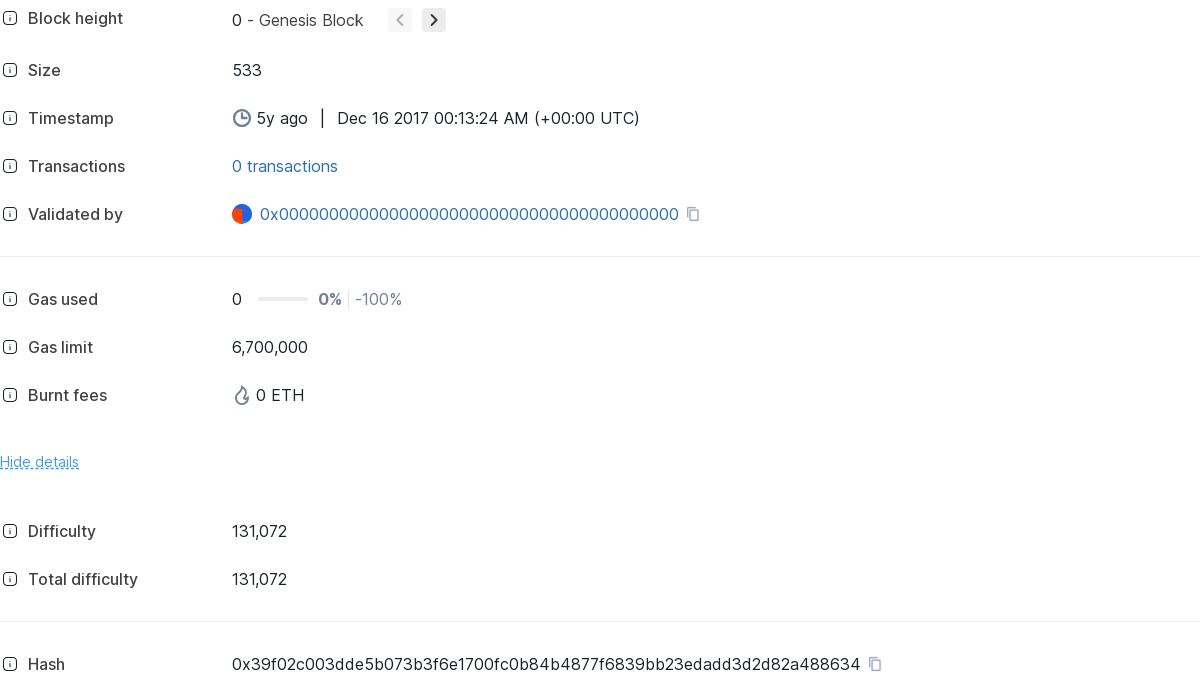 Block height 0 - Genesis Block
Size 533
Timestamp 5y ago | Dec 16 2017 00:13:24 AM (+00:00 UTC)
Transactions 0 transactions
Validated by 0x0000000000000000000000000000000000000000
Gas used 0 0% -100%
Gas limit 6,700,000
Burnt fees 0 ETH
Hide details
Difficulty 131,072
Total difficulty 131,072
Hash 0x39f02c003dde5b073b3f6e1700fc0b84b4877f6839bb23edadd3d2d82a488634